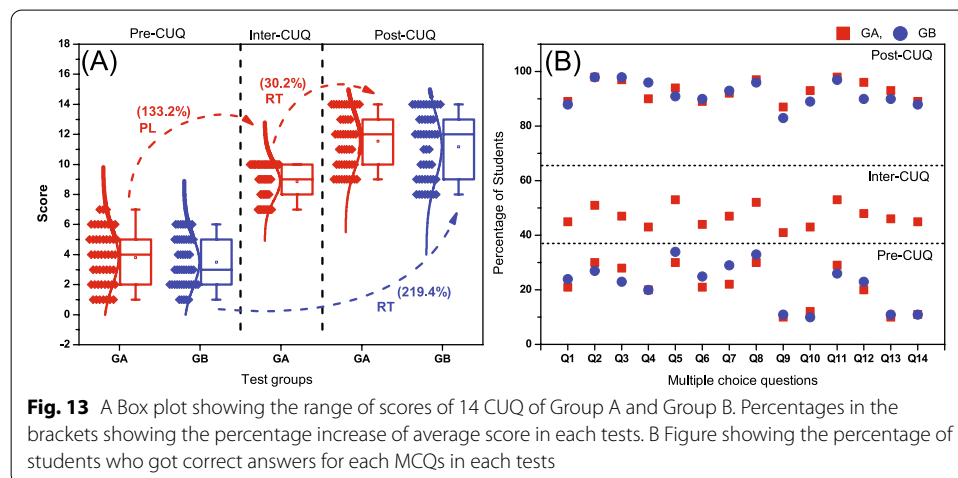 Pre-CUQ Inter-CUQ Post-CUQ
(A)
18
16
14
12
10
8
6
4
2
0
-2
Score
(133.2%)
PL
(30.2%)
RT
(219.4%)
RT
GA GB GA GA GB
Test groups
GA, GB
(B)
Post-CUQ
Inter-CUQ
Pre-CUQ
100
80
60
40
20
0
Percentage of Students
Q1 Q2 Q3 Q4 Q5 Q6 Q7 Q8 Q9 Q10 Q11 Q12 Q13 Q14
Multiple choice questions
Fig. 13 A Box plot showing the range of scores of 14 CUQ of Group A and Group B. Percentages in the
brackets showing the percentage increase of average score in each tests. B Figure showing the percentage of
students who got correct answers for each MCQs in each tests